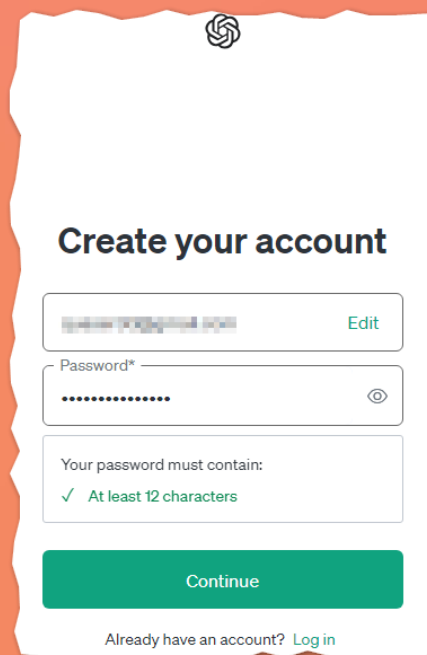 Create your account
Edit
Password*
Your password must contain:
✓ At least 12 characters
Continue
Already have an account? Log in